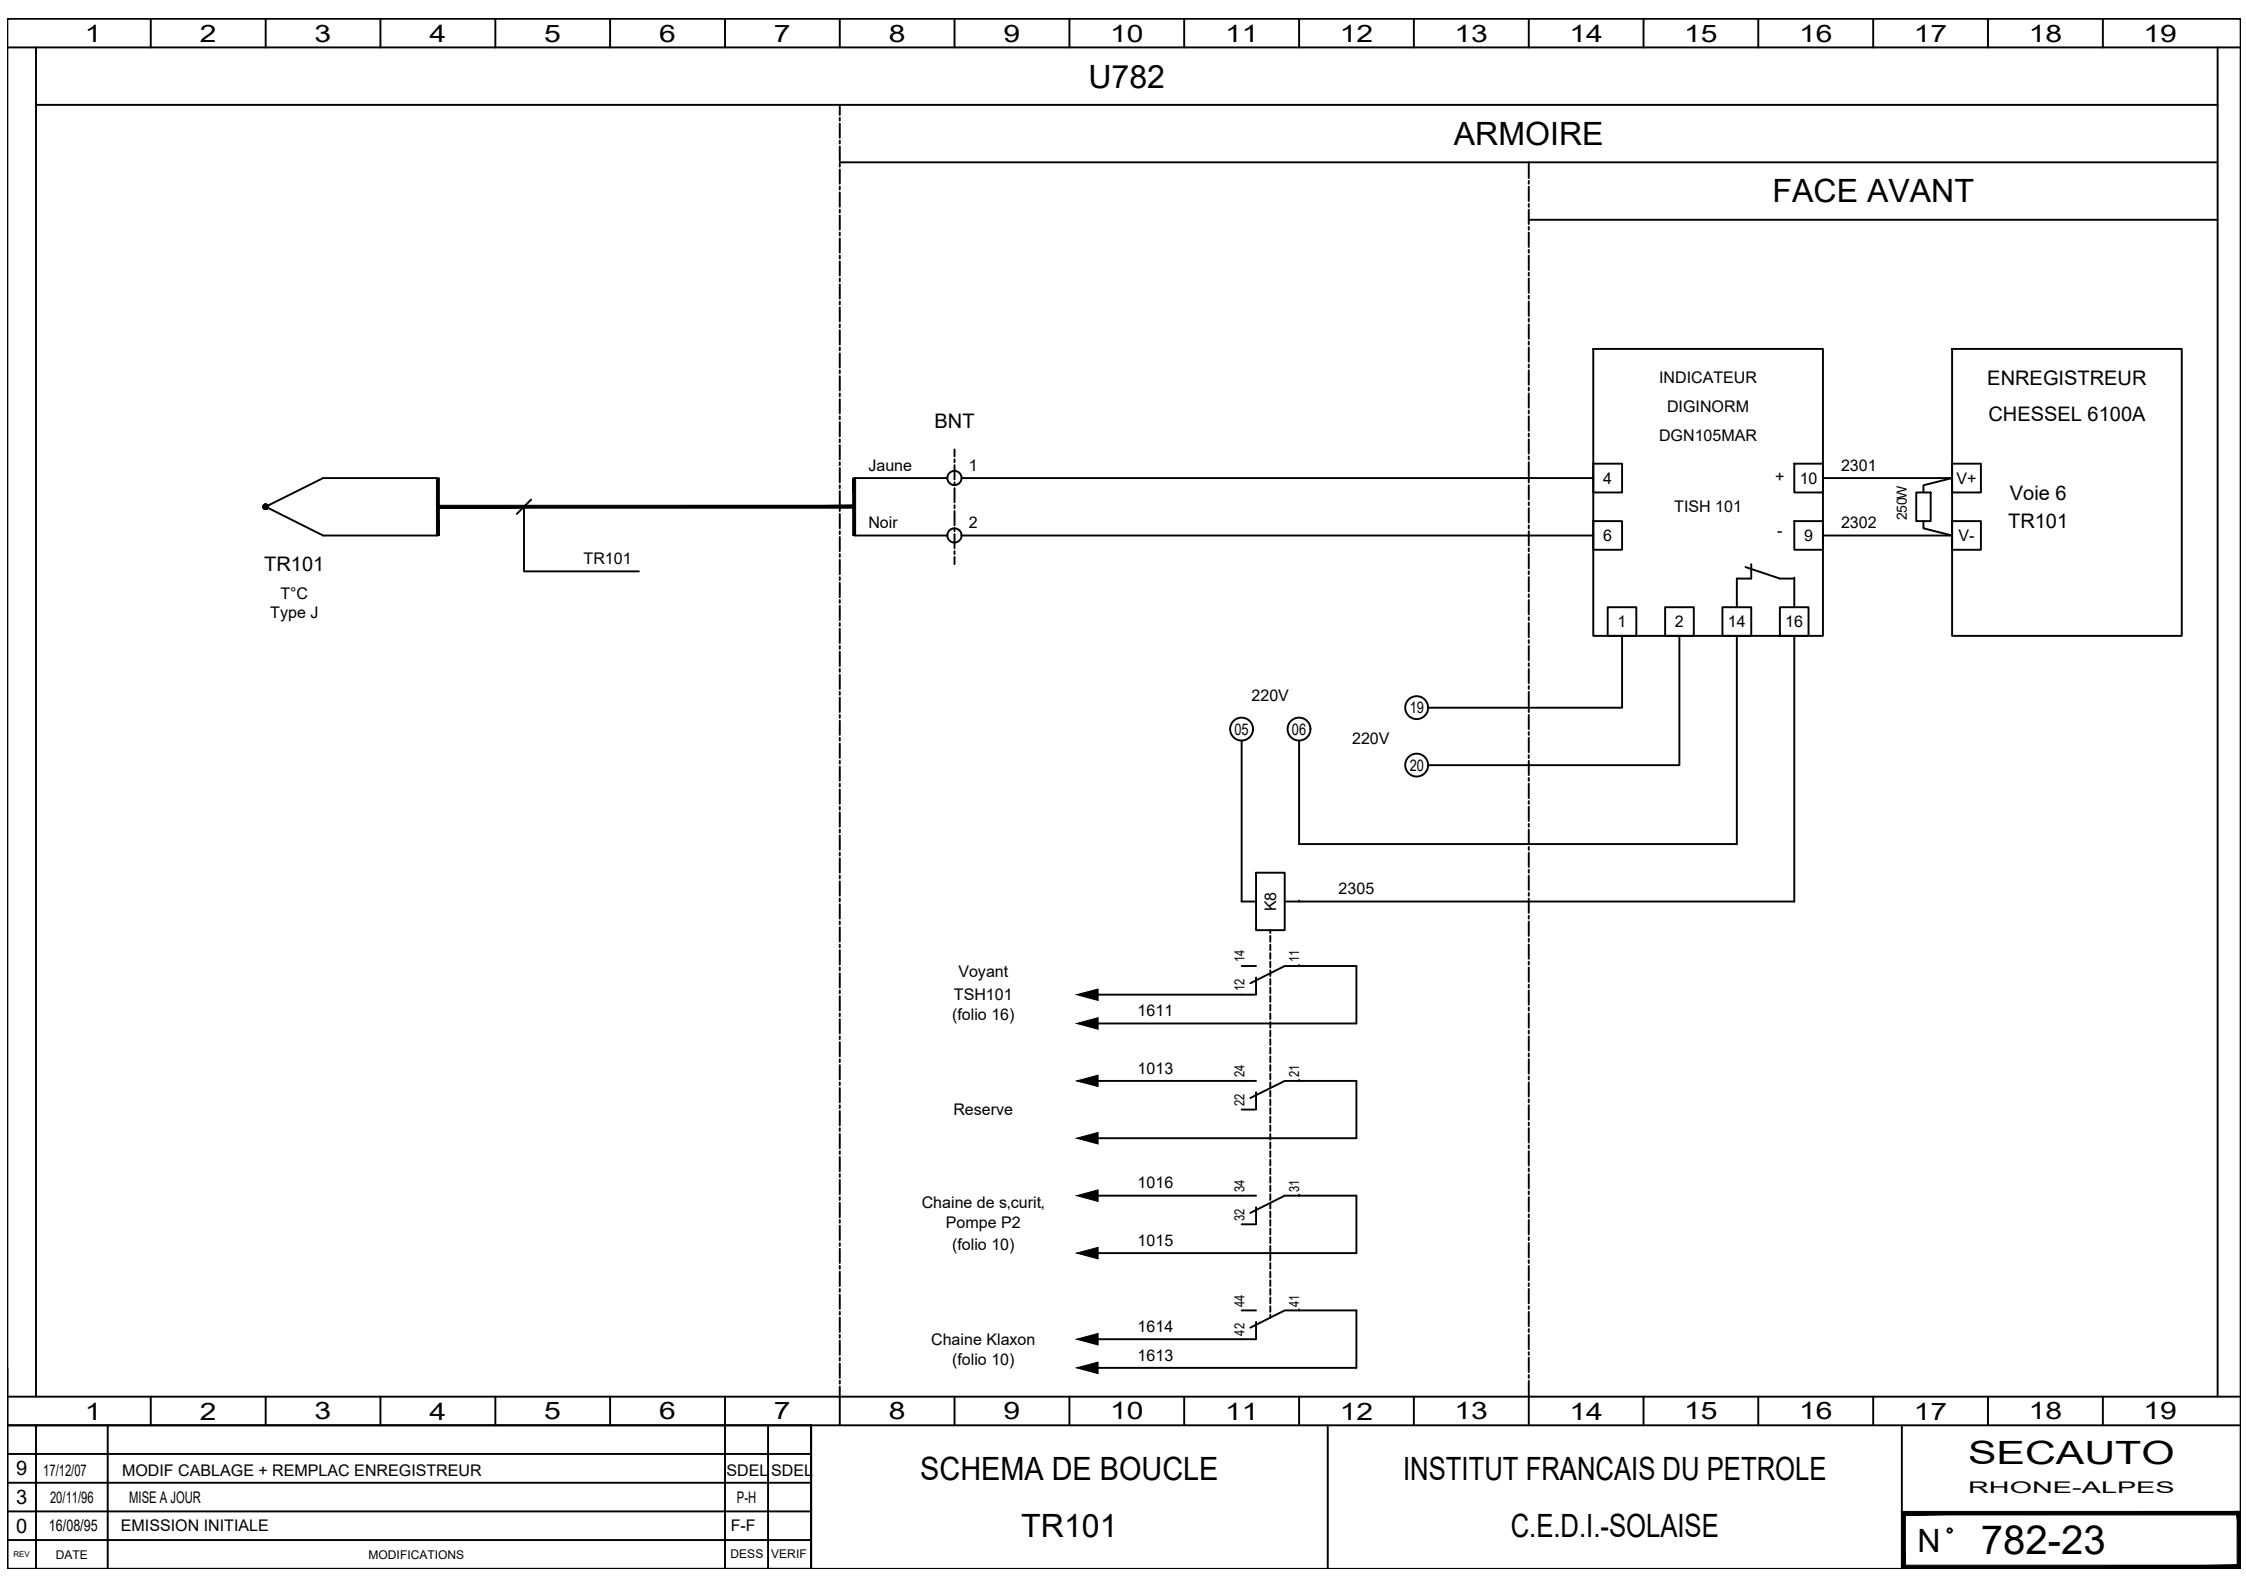 1 2 3 4 5 6 7 8 9 10 11 12 13 14 15 16 17 18 19
U782
ARMOIRE
FACE AVANT
INDICATEUR
DIGINORM
DGN105MAR
TISH 101
ENREGISTREUR
CHESSEL 6100A
Voie 6
TR101
BNT
Jaune 1
Noir 2
4
6
+ 10
- 9
2301
2302
250W
V+
V-
1 2 14 16
TR101
T°C
Type J
TR101
220V
05 06
19
220V
20
K8
2305
Voyant
TSH101
(folio 16)
14 11
12
1611
Reserve
1013
24 21
22
Chaine de s,curit,
Pompe P2
(folio 10)
1016
34 31
32
1015
Chaine Klaxon
(folio 10)
44 41
42
1614
1613
1 2 3 4 5 6 7 8 9 10 11 12 13 14 15 16 17 18 19
9 17/12/07 MODIF CABLAGE + REMPLAC ENREGISTREUR SDEL SDEL
3 20/11/96 MISE A JOUR P-H
0 16/08/95 EMISSION INITIALE F-F
REV DATE MODIFICATIONS DESS VERIF
SCHEMA DE BOUCLE
TR101
INSTITUT FRANCAIS DU PETROLE
C.E.D.I.-SOLAISE
SECAUTO
RHONE-ALPES
N° 782-23